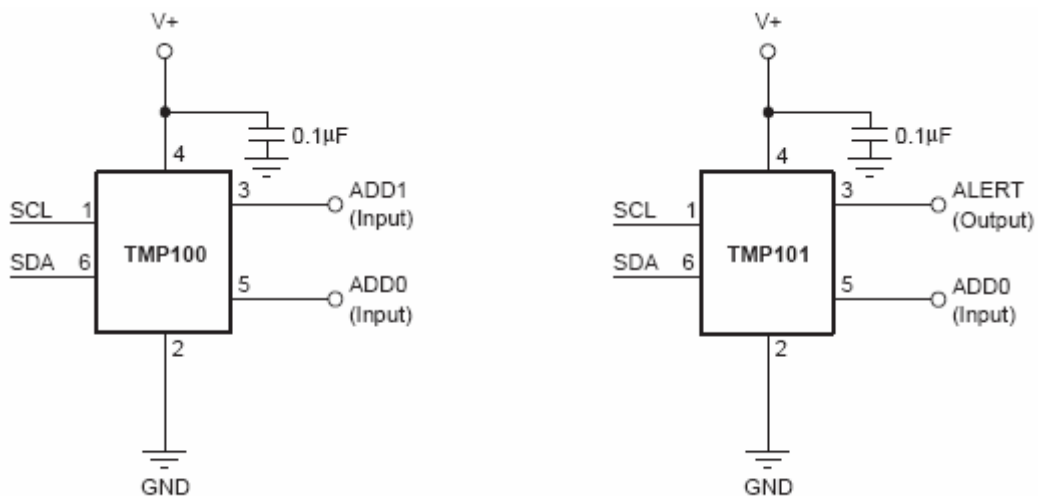 V+
0.1µF
4
3
ADD1
(Input)
SCL
1
TMP100
SDA
6
5
ADD0
(Input)
2
GND
V+
0.1µF
4
3
ALERT
(Output)
SCL
1
TMP101
SDA
6
5
ADD0
(Input)
2
GND